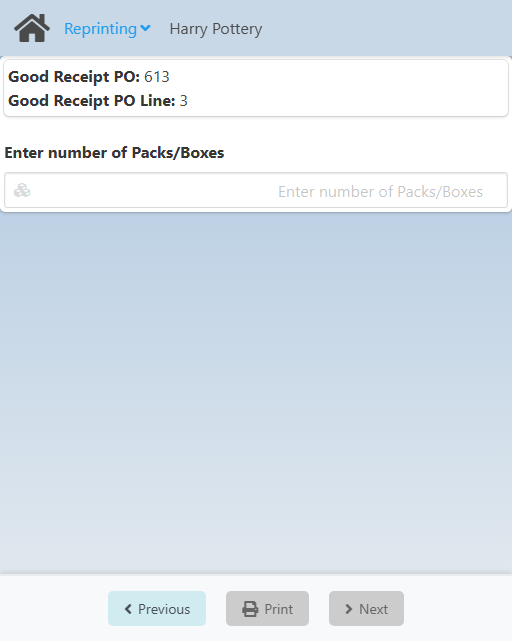 Reprinting Harry Pottery
Good Receipt PO: 613
Good Receipt PO Line: 3
Enter number of Packs/Boxes
Enter number of Packs/Boxes
Previous Print Next